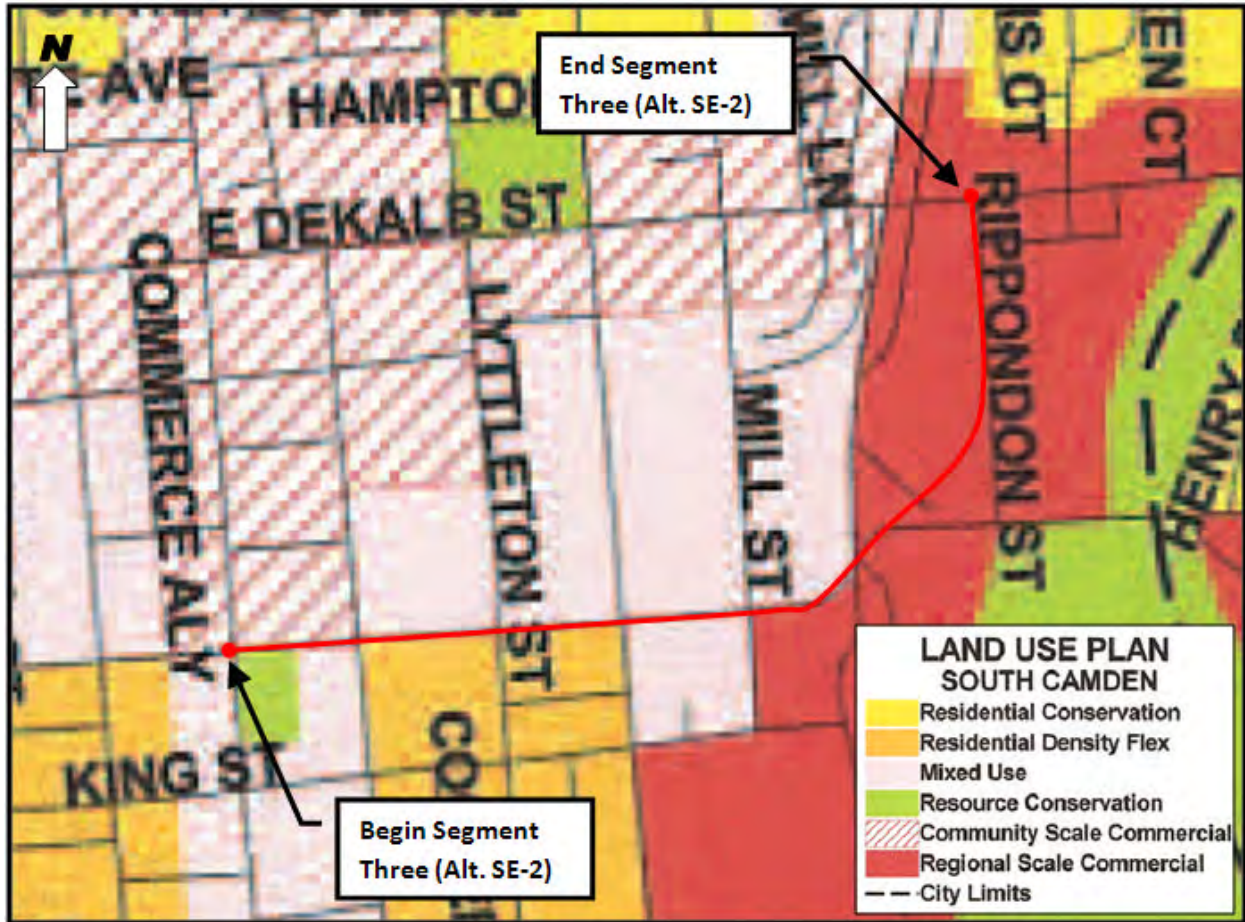 N
End Segment
Three (Alt. SE-2)
AVE
HAMPTO
MILL LN
CT
CT
E DEKALB ST
COMMERCE ALY
LYTTLETON ST
MILL ST
RIPPONDON ST
HENRY
KING ST
CO
Begin Segment
Three (Alt. SE-2)
LAND USE PLAN
SOUTH CAMDEN
Residential Conservation
Residential Density Flex
Mixed Use
Resource Conservation
Community Scale Commercial
Regional Scale Commercial
City Limits